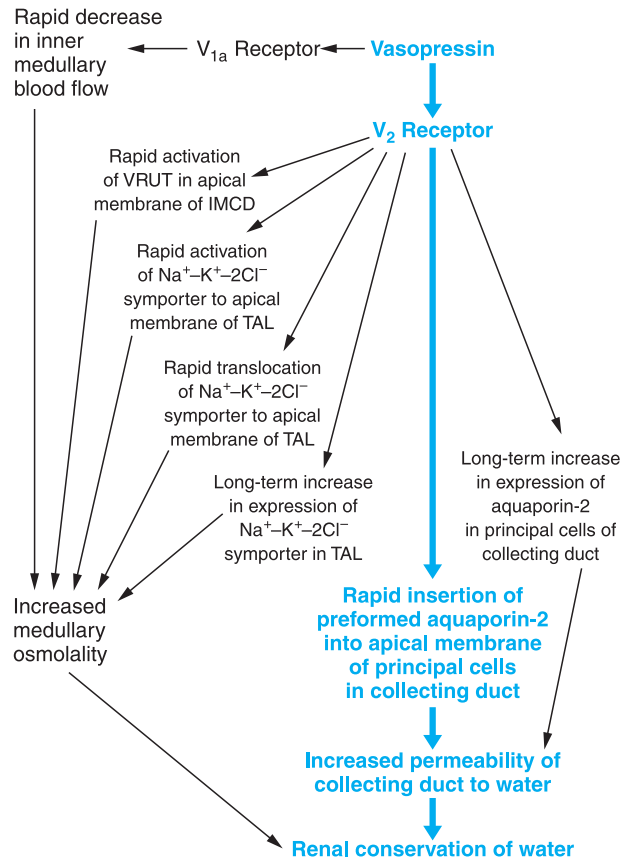 Rapid decrease
in inner
medullary
blood flow
V1a Receptor
Vasopressin
V2 Receptor
Rapid activation
of VRUT in apical
membrane of IMCD
Rapid activation
of Na+–K+–2Cl−
symporter to apical
membrane of TAL
Rapid translocation
of Na+–K+–2Cl−
symporter to apical
membrane of TAL
Long-term increase
in expression of
Na+–K+–2Cl−
symporter in TAL
Long-term increase
in expression of
aquaporin-2
in principal cells of
collecting duct
Increased
medullary
osmolality
Rapid insertion of
preformed aquaporin-2
into apical membrane
of principal cells
in collecting duct
Increased permeability of
collecting duct to water
Renal conservation of water